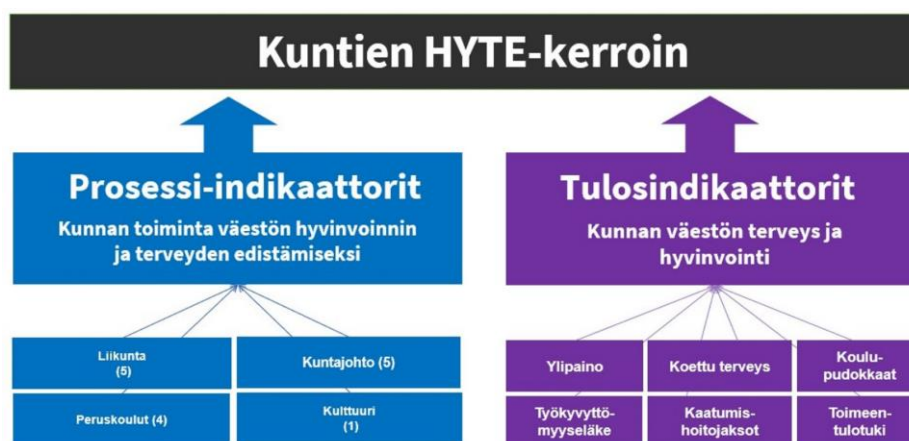 Kuntien HYTE-kerroin
Prosessi-indikaattorit
Kunnan toiminta väestön hyvinvoinnin
ja terveyden edistämiseksi
Tulosindikaattorit
Kunnan väestön terveys ja
hyvinvointi
Liikunta
(5)
Kuntajohto (5)
Peruskoulut (4)
Kulttuuri
(1)
Ylipaino
Koettu terveys
Koulu-
pudokkaat
Työkyvyttö-
myyseläke
Kaatumis-
hoitojaksot
Toimeen-
tulotuki